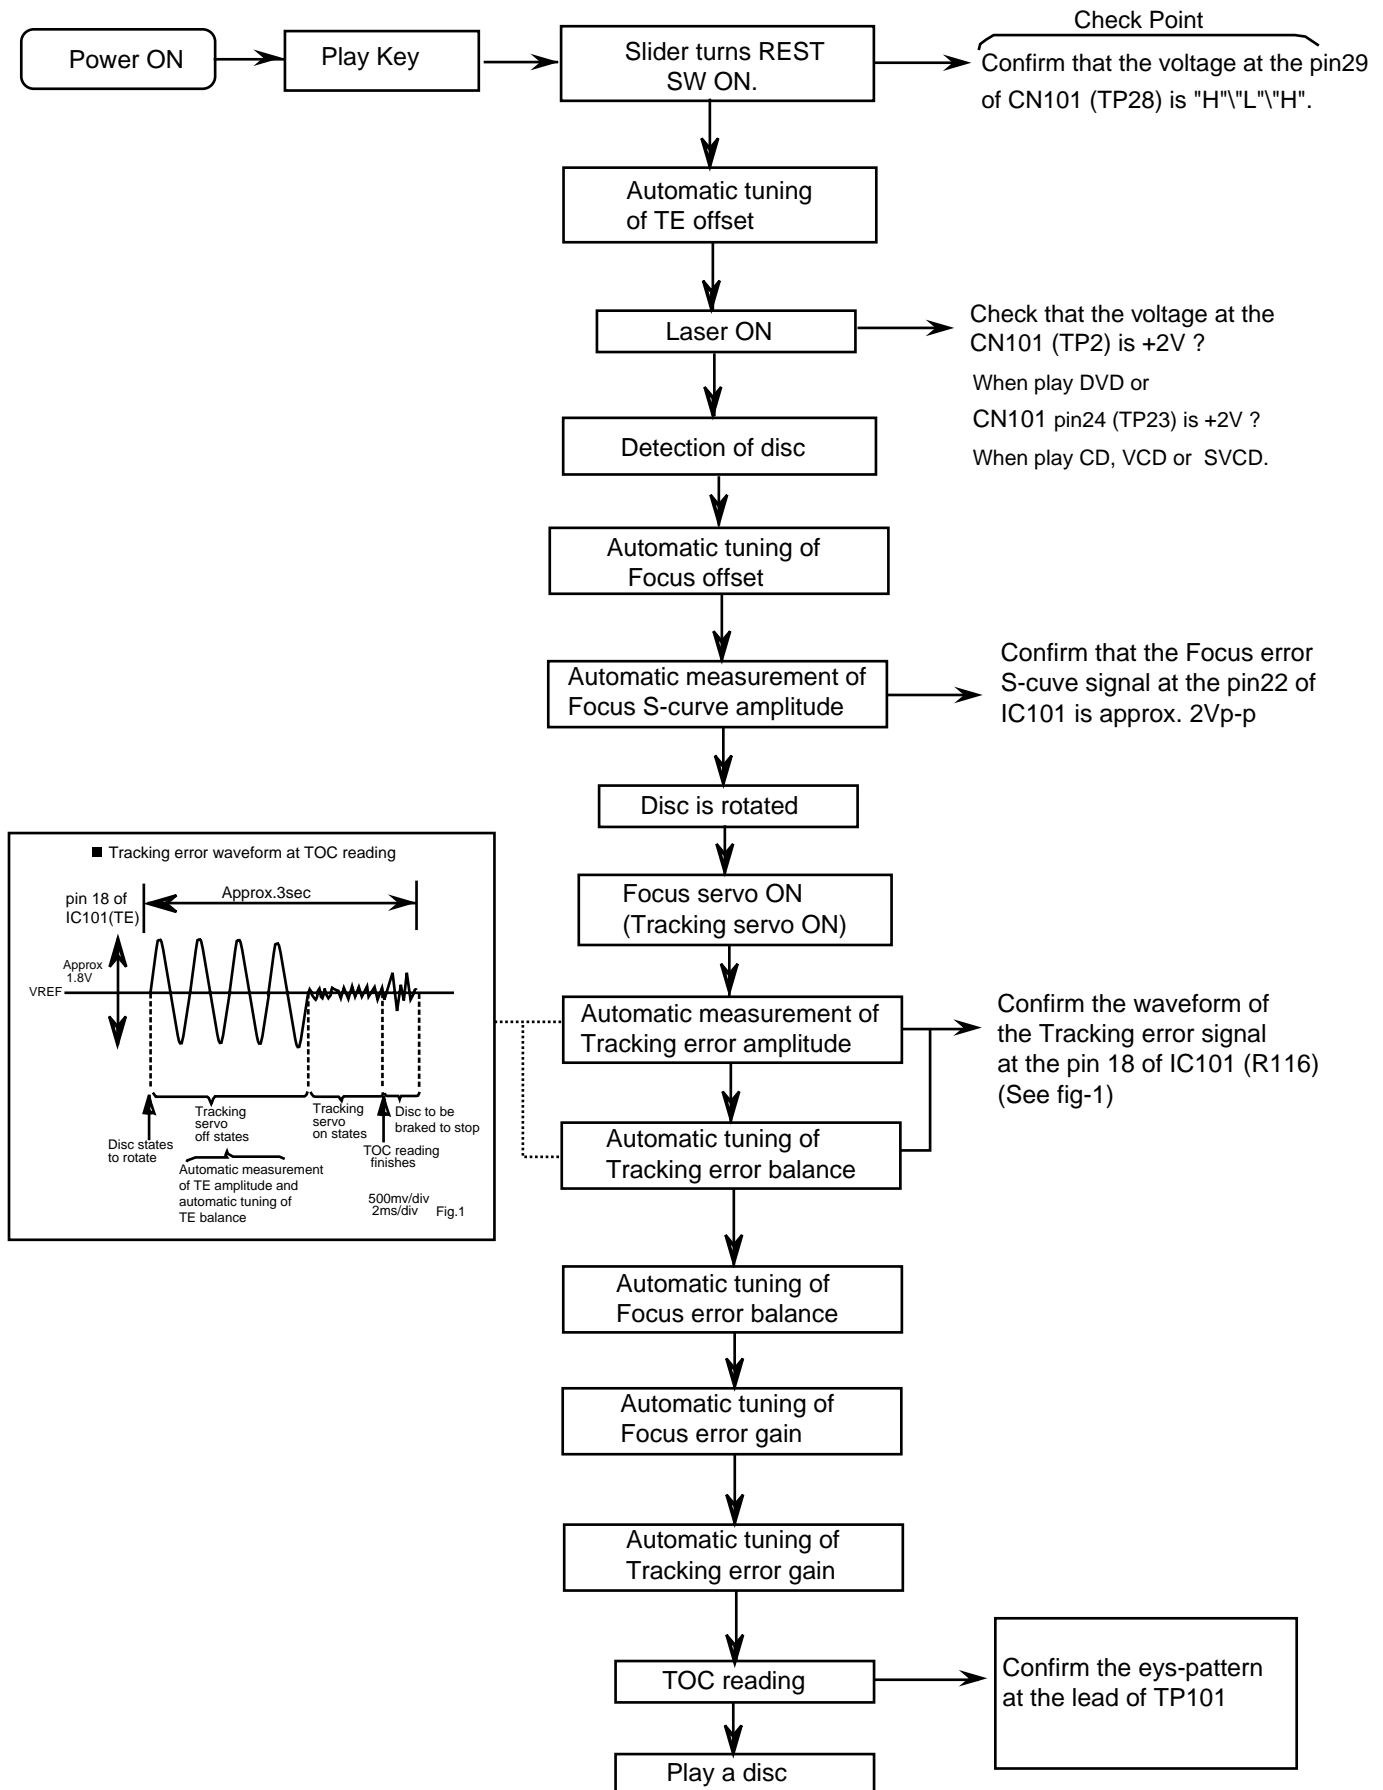 Check Point
Power ON
Play Key
Slider turns REST
SW ON.
Confirm that the voltage at the pin29
of CN101 (TP28) is "H"\"L"\"H".
Automatic tuning
of TE offset
Laser ON
Check that the voltage at the
CN101 (TP2) is +2V ?
When play DVD or
CN101 pin24 (TP23) is +2V ?
When play CD, VCD or SVCD.
Detection of disc
Automatic tuning of
Focus offset
Automatic measurement of
Focus S-curve amplitude
Confirm that the Focus error
S-cuve signal at the pin22 of
IC101 is approx. 2Vp-p
Disc is rotated
Focus servo ON
(Tracking servo ON)
■ Tracking error waveform at TOC reading
pin 18 of
IC101(TE)
Approx.3sec
Approx
1.8V
VREF
Disc states
to rotate
Tracking
servo
off states
Tracking
servo
on states
Disc to be
braked to stop
TOC reading
finishes
Automatic measurement
of TE amplitude and
automatic tuning of
TE balance
500mv/div
2ms/div
Fig.1
Automatic measurement of
Tracking error amplitude
Confirm the waveform of
the Tracking error signal
at the pin 18 of IC101 (R116)
(See fig-1)
Automatic tuning of
Tracking error balance
Automatic tuning of
Focus error balance
Automatic tuning of
Focus error gain
Automatic tuning of
Tracking error gain
TOC reading
Confirm the eys-pattern
at the lead of TP101
Play a disc